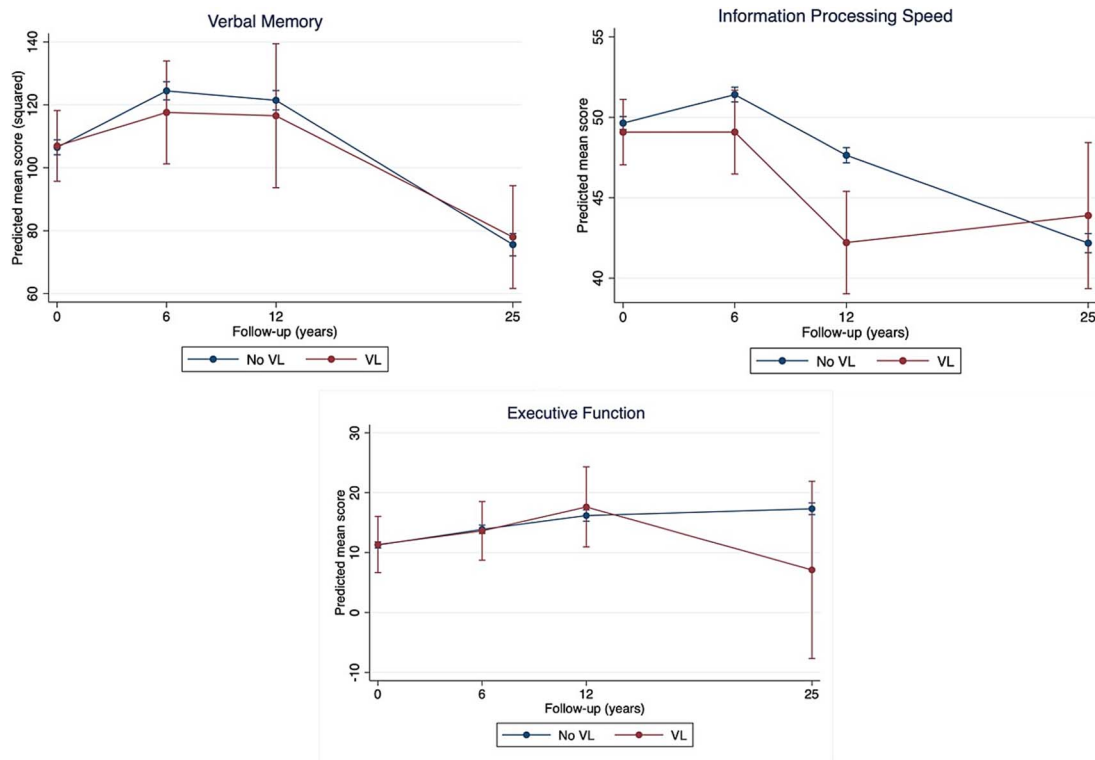 Verbal Memory
Predicted mean score (squared)
140
120
100
80
60
0 6 12 25
Follow-up (years)
No VL VL
Information Processing Speed
Predicted mean score
55
50
45
40
0 6 12 25
Follow-up (years)
No VL VL
Executive Function
Predicted mean score
30
20
10
0
-10
0 6 12 25
Follow-up (years)
No VL VL